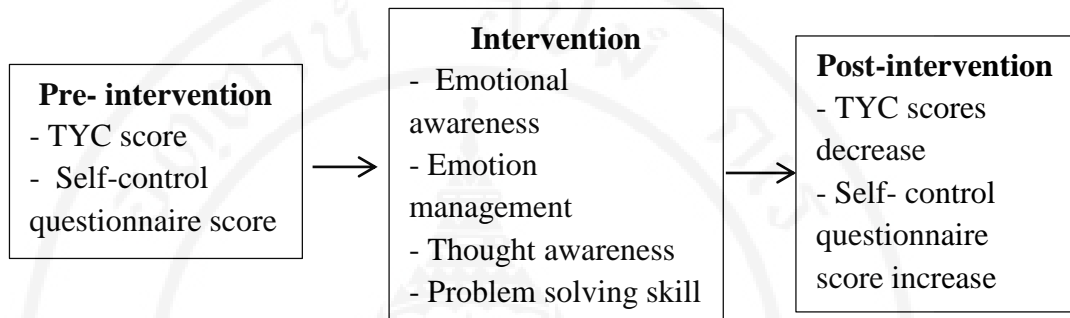 Pre- intervention
- TYC score
- Self-control
questionnaire score
Intervention
- Emotional
awareness
- Emotion
management
- Thought awareness
- Problem solving skill
Post-intervention
- TYC scores
decrease
- Self- control
questionnaire
score increase